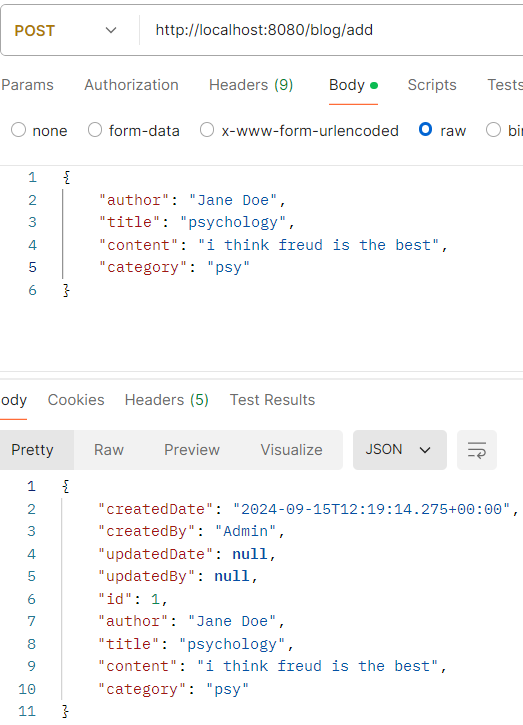 POST http://localhost:8080/blog/add
Params Authorization Headers (9) Body Scripts Tests
none form-data x-www-form-urlencoded raw bin
1 {
2 "author": "Jane Doe",
3 "title": "psychology",
4 "content": "i think freud is the best",
5 "category": "psy"
6 }
ody Cookies Headers (5) Test Results
Pretty Raw Preview Visualize JSON
1 {
2 "createdDate": "2024-09-15T12:19:14.275+00:00",
3 "createdBy": "Admin",
4 "updatedDate": null,
5 "updatedBy": null,
6 "id": 1,
7 "author": "Jane Doe",
8 "title": "psychology",
9 "content": "i think freud is the best",
10 "category": "psy"
11 }